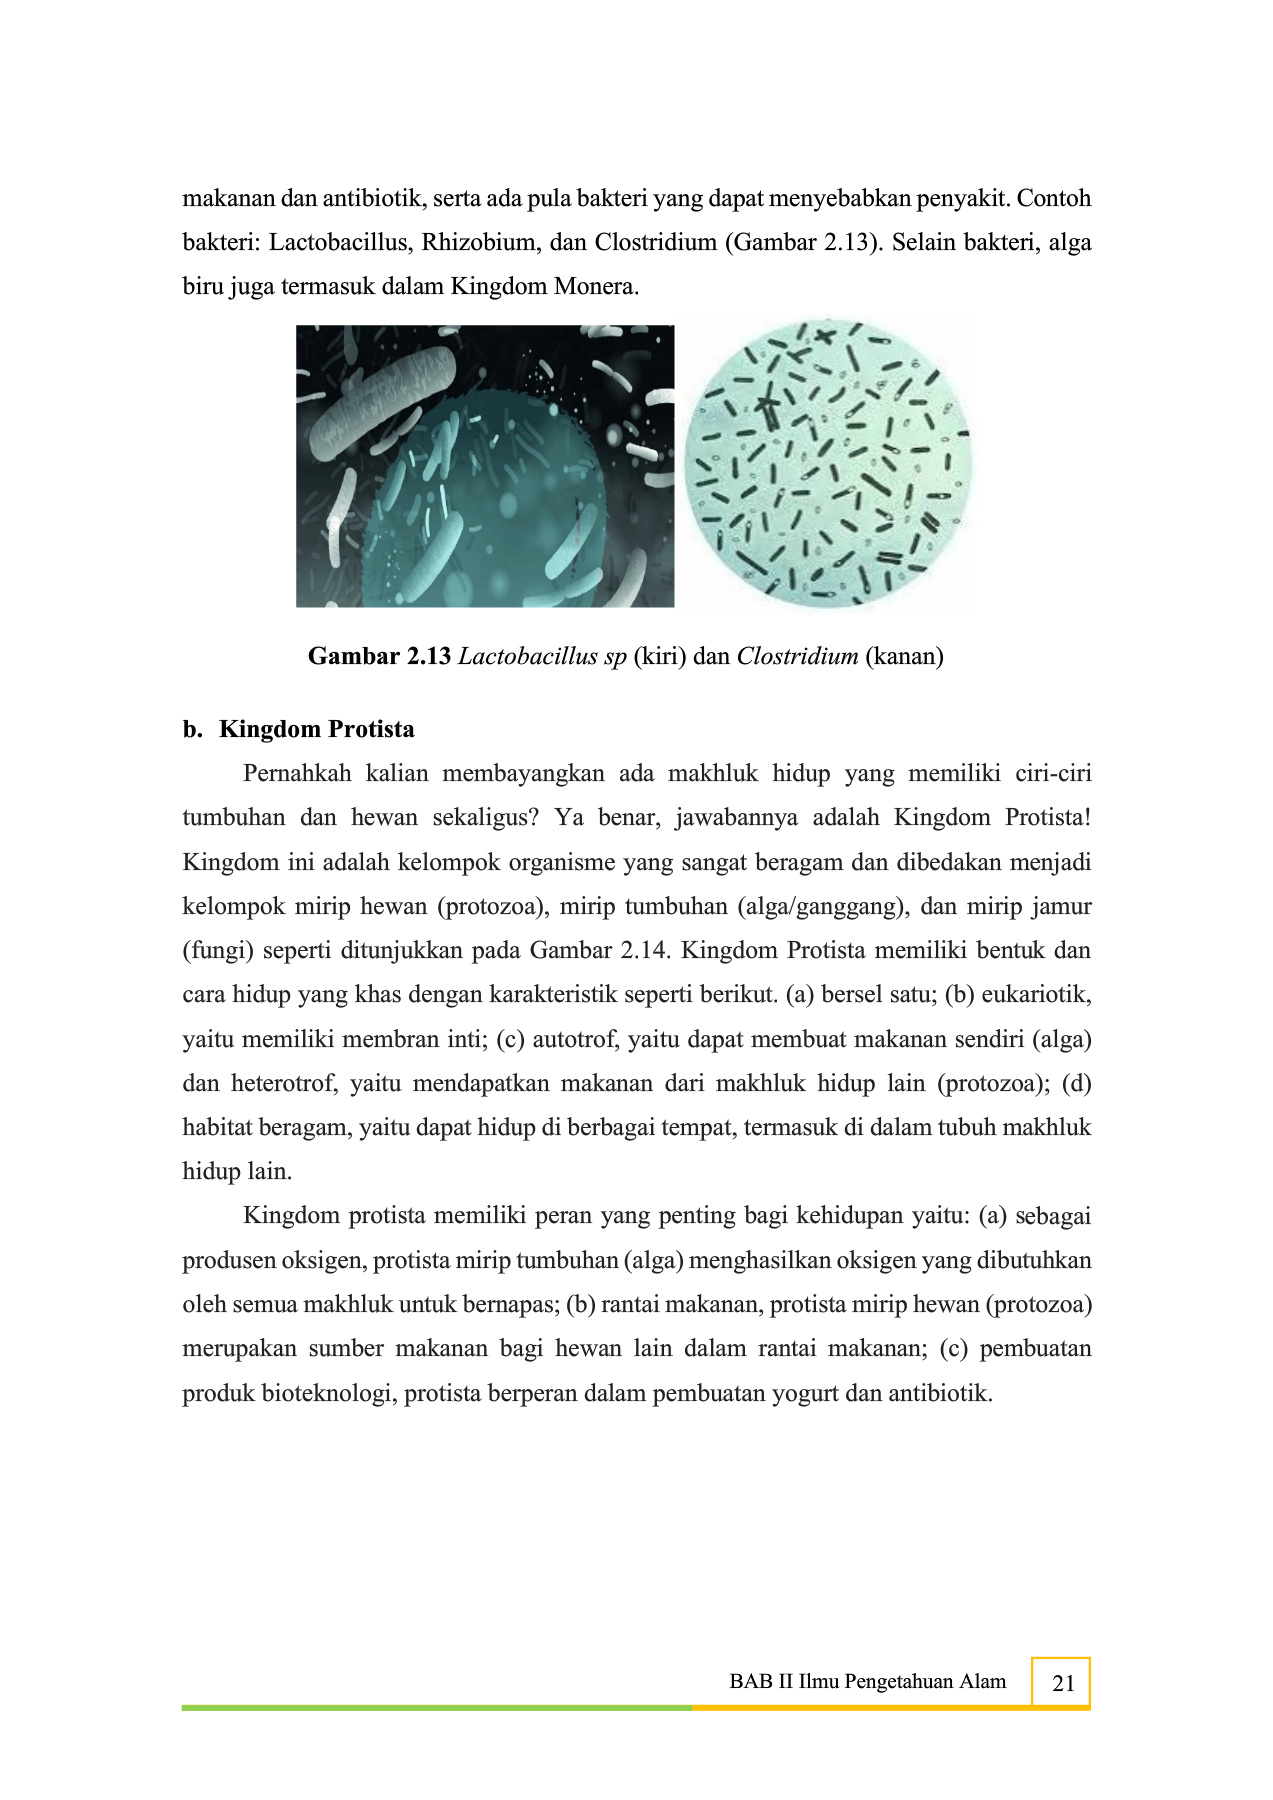 makanan dan antibiotik, serta ada pula bakteri yang dapat menyebabkan penyakit. Contoh
bakteri: Lactobacillus, Rhizobium, dan Clostridium (Gambar 2.13). Selain bakteri, alga
biru juga termasuk dalam Kingdom Monera.
Gambar 2.13 Lactobacillus sp (kiri) dan Clostridium (kanan)
b. Kingdom Protista
Pernahkah kalian membayangkan ada makhluk hidup yang memiliki ciri-ciri
tumbuhan dan hewan sekaligus? Ya benar, jawabannya adalah Kingdom Protista!
Kingdom ini adalah kelompok organisme yang sangat beragam dan dibedakan menjadi
kelompok mirip hewan (protozoa), mirip tumbuhan (alga/ganggang), dan mirip jamur
(fungi) seperti ditunjukkan pada Gambar 2.14. Kingdom Protista memiliki bentuk dan
cara hidup yang khas dengan karakteristik seperti berikut. (a) bersel satu; (b) eukariotik,
yaitu memiliki membran inti; (c) autotrof, yaitu dapat membuat makanan sendiri (alga)
dan heterotrof, yaitu mendapatkan makanan dari makhluk hidup lain (protozoa); (d)
habitat beragam, yaitu dapat hidup di berbagai tempat, termasuk di dalam tubuh makhluk
hidup lain.
Kingdom protista memiliki peran yang penting bagi kehidupan yaitu: (a) sebagai
produsen oksigen, protista mirip tumbuhan (alga) menghasilkan oksigen yang dibutuhkan
oleh semua makhluk untuk bernapas; (b) rantai makanan, protista mirip hewan (protozoa)
merupakan sumber makanan bagi hewan lain dalam rantai makanan; (c) pembuatan
produk bioteknologi, protista berperan dalam pembuatan yogurt dan antibiotik.
BAB II Ilmu Pengetahuan Alam 21